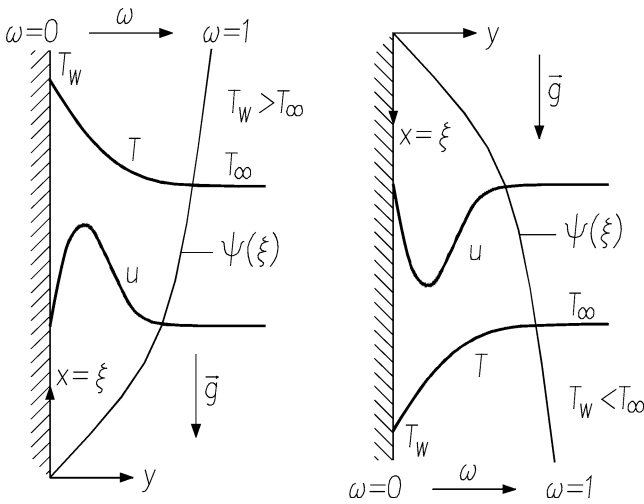 ω=0 ω ω=1
T_w
T_w>T_∞
T
T_∞
ψ(ξ)
u
x=ξ
g⃗
y
y
g⃗
x=ξ
ψ(ξ)
u
T_∞
T
T_w<T_∞
T_w
ω=0 ω ω=1